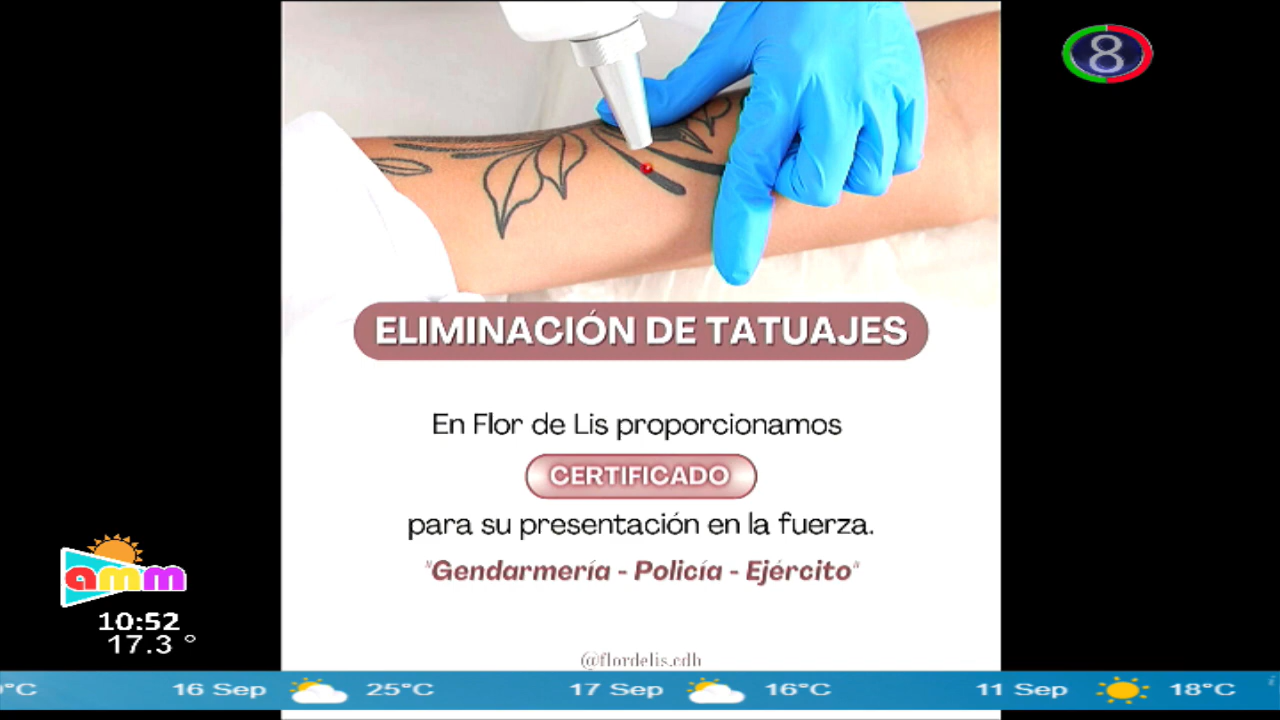 8
ELIMINACIÓN DE TATUAJES
En Flor de Lis proporcionamos
CERTIFICADO
para su presentación en la fuerza.
"Gendarmería - Policía - Ejército"
amm
10:52
17.3 °
@flordelis.cdh
°C 16 Sep 25°C 17 Sep 16°C 11 Sep 18°C